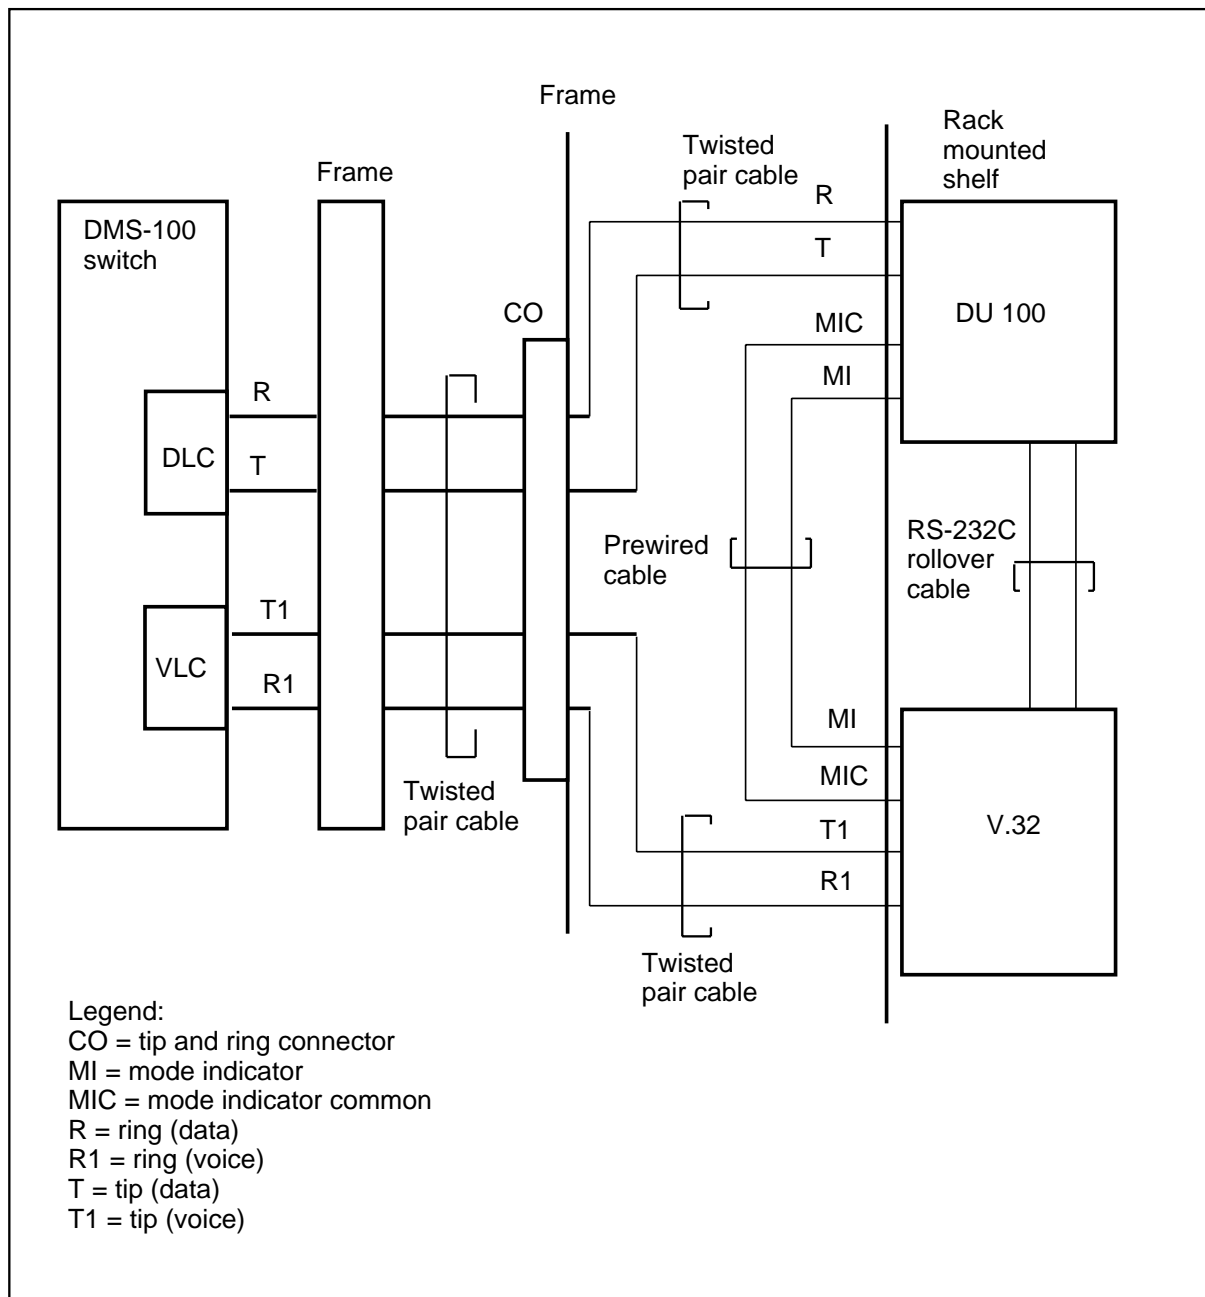 Frame
Rack
mounted
shelf
Twisted
pair cable
Frame
R
DMS-100
switch
T
CO
DU 100
MIC
MI
R
DLC
T
Prewired
cable
RS-232C
rollover
cable
T1
VLC
R1
MI
MIC
Twisted
pair cable
T1
V.32
R1
Twisted
pair cable
Legend:
CO = tip and ring connector
MI = mode indicator
MIC = mode indicator common
R = ring (data)
R1 = ring (voice)
T = tip (data)
T1 = tip (voice)